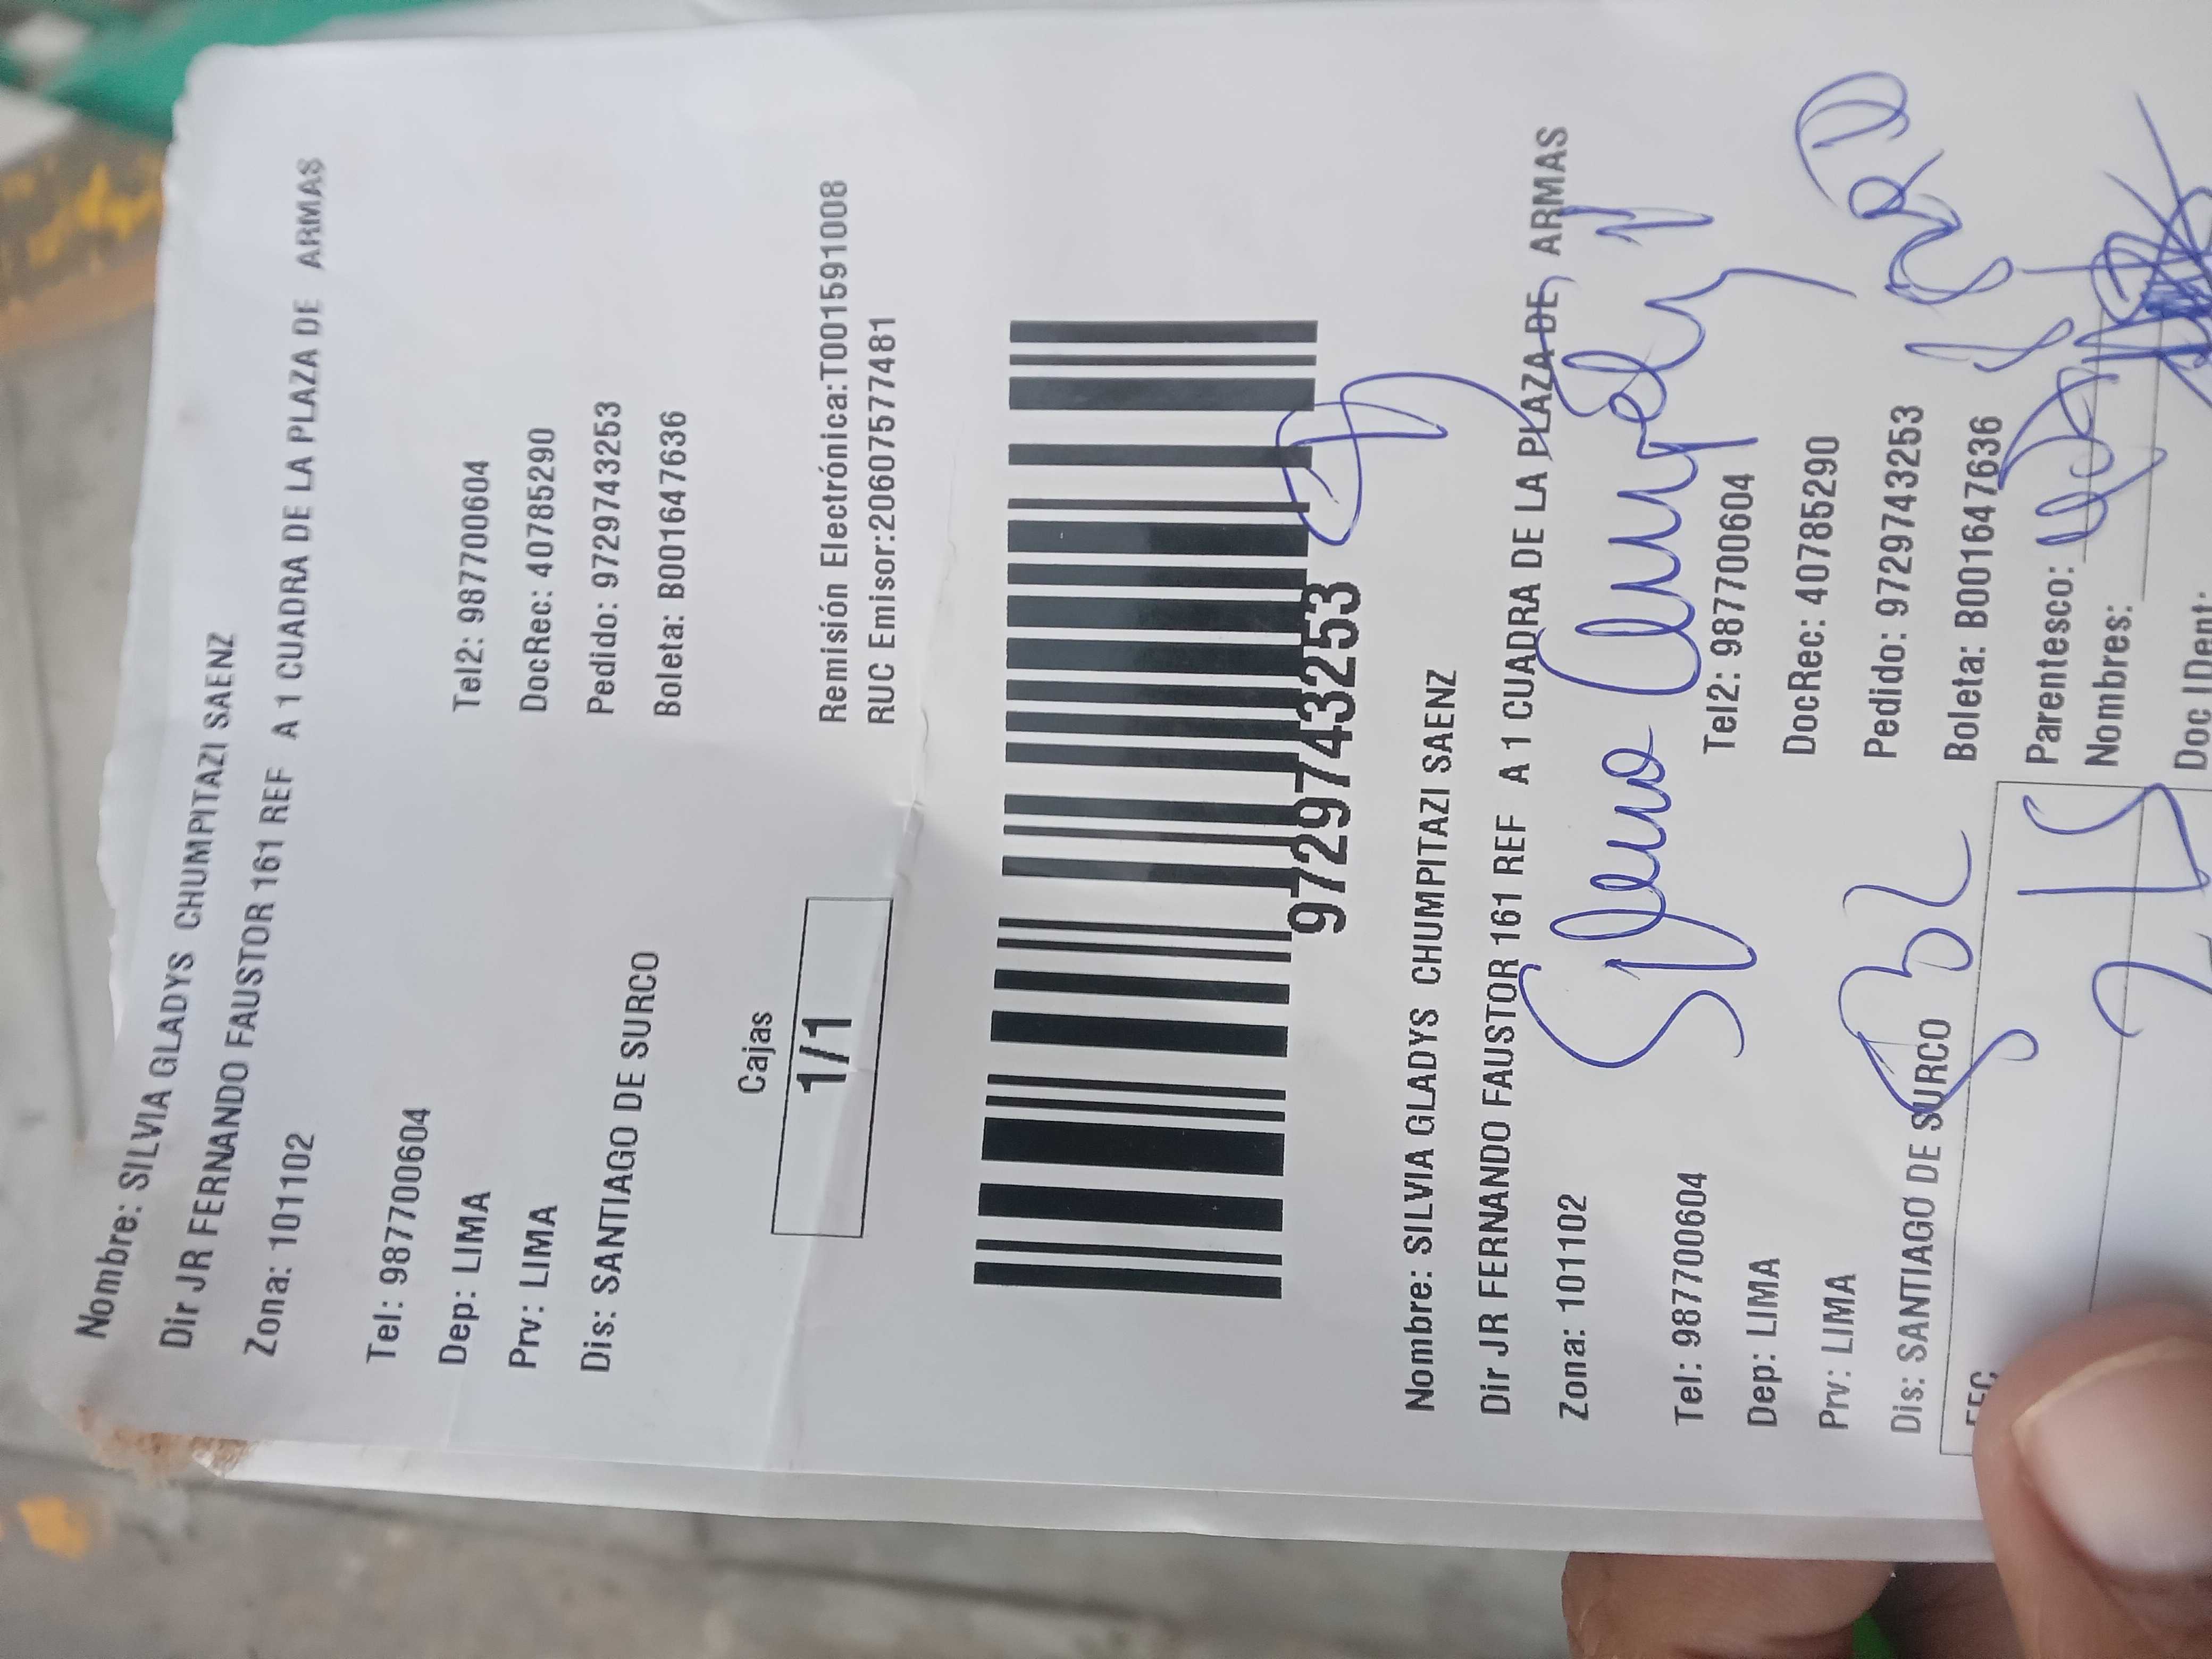 Nombre: SILVIA GLADYS CHUMPITAZI SAENZ
Dir JR FERNANDO FAUSTOR 161 REF A 1 CUADRA DE LA PLAZA DE ARMAS
Zona: 101102
Tel: 987700604 Tel2: 987700604
Dep: LIMA DocRec: 40785290
Prv: LIMA Pedido: 9729743253
Dis: SANTIAGO DE SURCO Boleta: B001647636
Cajas
1/1
Remisión Electrónica:T001591008
RUC Emisor:20607577481
9729743253
Nombre: SILVIA GLADYS CHUMPITAZI SAENZ
Dir JR FERNANDO FAUSTOR 161 REF A 1 CUADRA DE LA PLAZA DE ARMAS
Zona: 101102
Tel: 987700604 Tel2: 987700604
Dep: LIMA DocRec: 40785290
Prv: LIMA Pedido: 9729743253
Dis: SANTIAGO DE SURCO Boleta: B001647636
Parentesco:
Nombres:
Doc IDent: